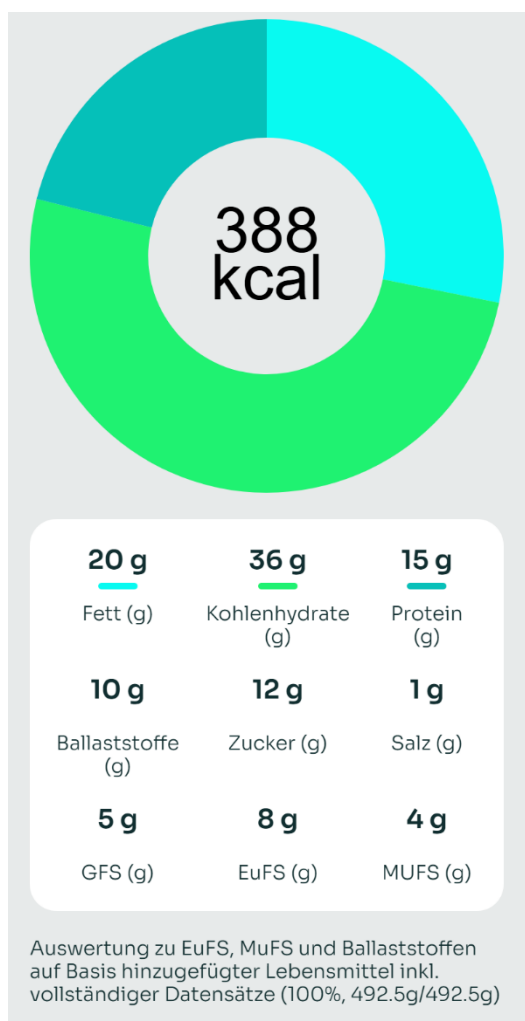 388
kcal
20 g
36 g
15 g
Fett (g)
Kohlenhydrate
(g)
Protein
(g)
10 g
12 g
1 g
Ballaststoffe
(g)
Zucker (g)
Salz (g)
5 g
8 g
4 g
GFS (g)
EuFS (g)
MUFS (g)
Auswertung zu EuFS, MuFS und Ballaststoffen
auf Basis hinzugefügter Lebensmittel inkl.
vollständiger Datensätze (100%, 492.5g/492.5g)